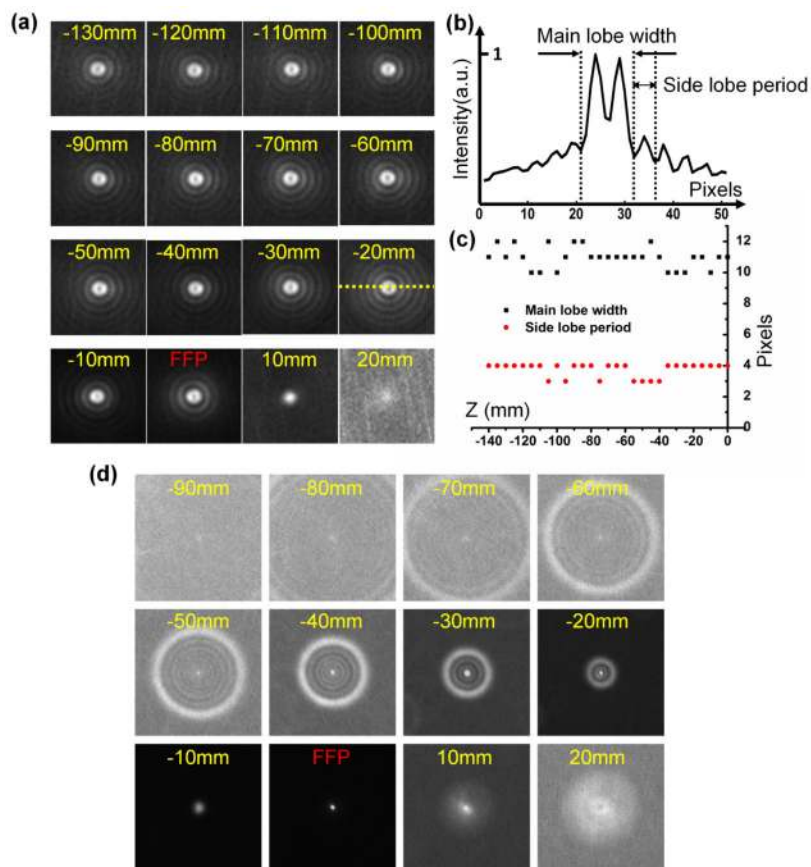 (a)
-130mm -120mm -110mm -100mm
-90mm -80mm -70mm -60mm
-50mm -40mm -30mm -20mm
-10mm FFP 10mm 20mm
(b)
Main lobe width
1
Side lobe period
Intensity(a.u.)
Pixels
0 10 20 30 40 50
(c)
12
10
8
6
4
2
0
Main lobe width
Side lobe period
Pixels
Z (mm)
-140 -120 -100 -80 -60 -40 -20 0
(d)
-90mm -80mm -70mm -60mm
-50mm -40mm -30mm -20mm
-10mm FFP 10mm 20mm